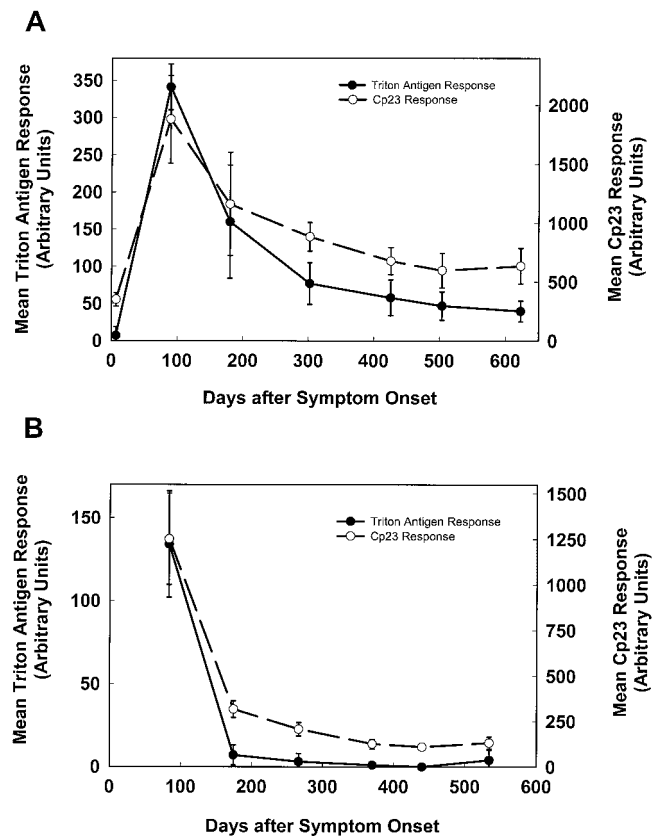 A
Mean Triton Antigen Response
(Arbitrary Units)
350
300
250
200
150
100
50
0
Triton Antigen Response
Cp23 Response
2000
1500
1000
500
0
Mean Cp23 Response
(Arbitrary Units)
0 100 200 300 400 500 600
Days after Symptom Onset
B
Mean Triton Antigen Response
(Arbitrary Units)
150
100
50
0
Triton Antigen Response
Cp23 Response
1500
1250
1000
750
500
250
0
Mean Cp23 Response
(Arbitrary Units)
0 100 200 300 400 500 600
Days after Symptom Onset